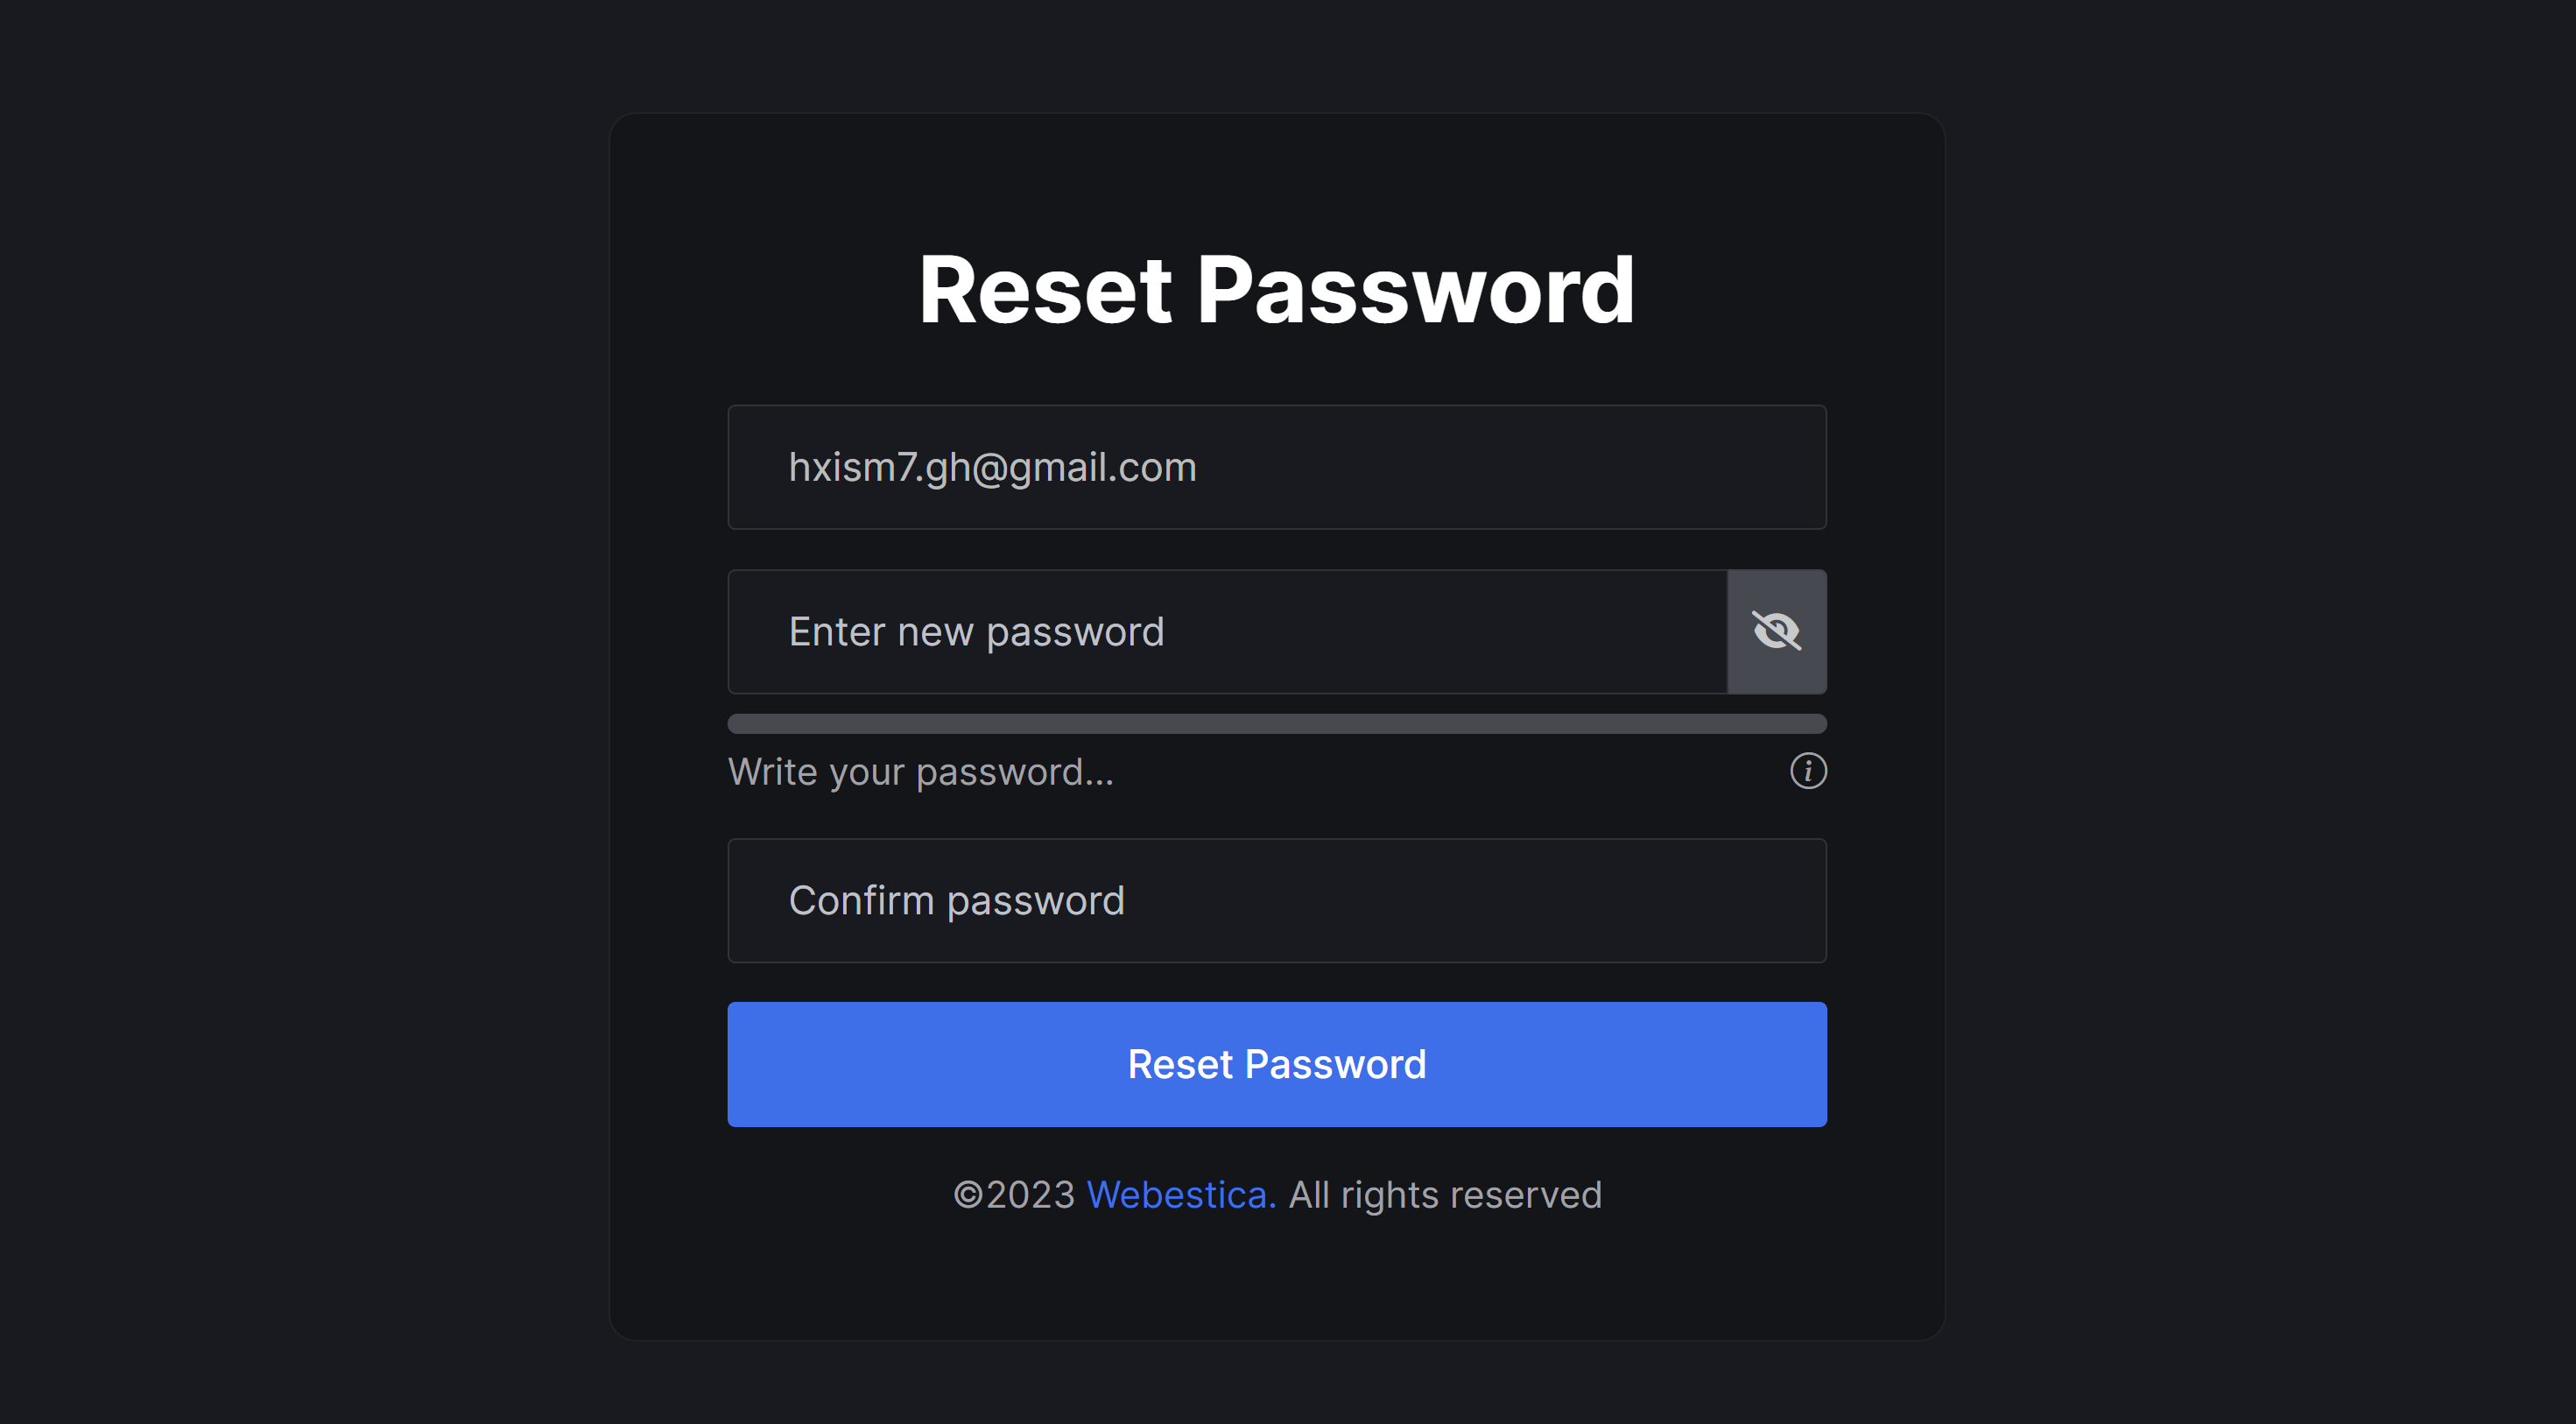 Reset Password
hxism7.gh@gmail.com
Enter new password
Write your password...
Confirm password
Reset Password
©2023 Webestica. All rights reserved